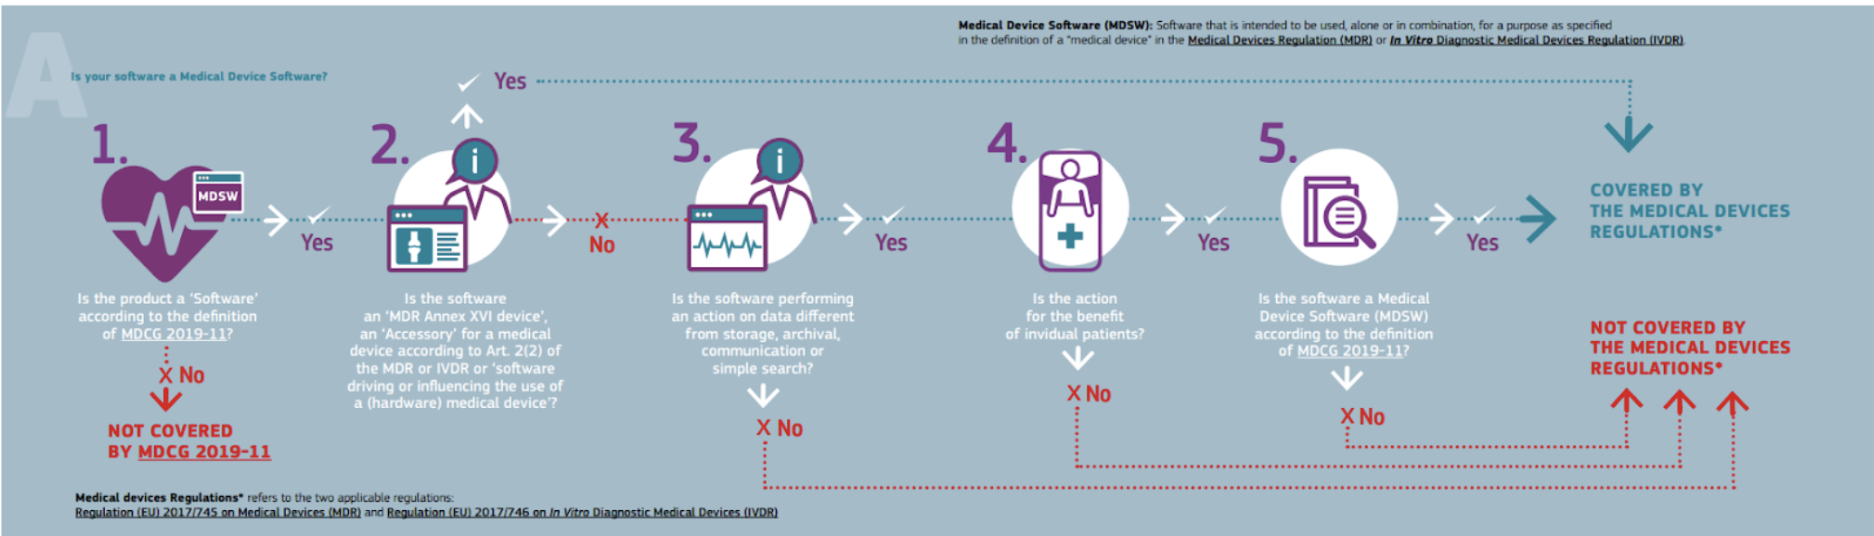 Medical Device Software (MDSW): Software that is intended to be used, alone or in combination, for a purpose as specified
in the definition of a "medical device" in the Medical Devices Regulation (MDR) or In Vitro Diagnostic Medical Devices Regulation (IVDR)
A
Is your software a Medical Device Software?
Yes
1.
MDSW
Yes
Is the product a ‘Software’
according to the definition
of MDCG 2019-11?
X No
NOT COVERED
BY MDCG 2019-11
2.
i
X
No
Is the software
an ‘MDR Annex XVI device’,
an ‘Accessory’ for a medical
device according to Art. 2(2) of
the MDR or IVDR or ‘software
driving or influencing the use of
a (hardware) medical device’?
3.
i
Yes
Is the software performing
an action on data different
from storage, archival,
communication or
simple search?
X No
4.
Yes
Is the action
for the benefit
of invidual patients?
X No
5.
Yes
Is the software a Medical
Device Software (MDSW)
according to the definition
of MDCG 2019-11?
X No
COVERED BY
THE MEDICAL DEVICES
REGULATIONS*
NOT COVERED BY
THE MEDICAL DEVICES
REGULATIONS*
Medical devices Regulations* refers to the two applicable regulations:
Regulation (EU) 2017/745 on Medical Devices (MDR) and Regulation (EU) 2017/746 on In Vitro Diagnostic Medical Devices (IVDR)